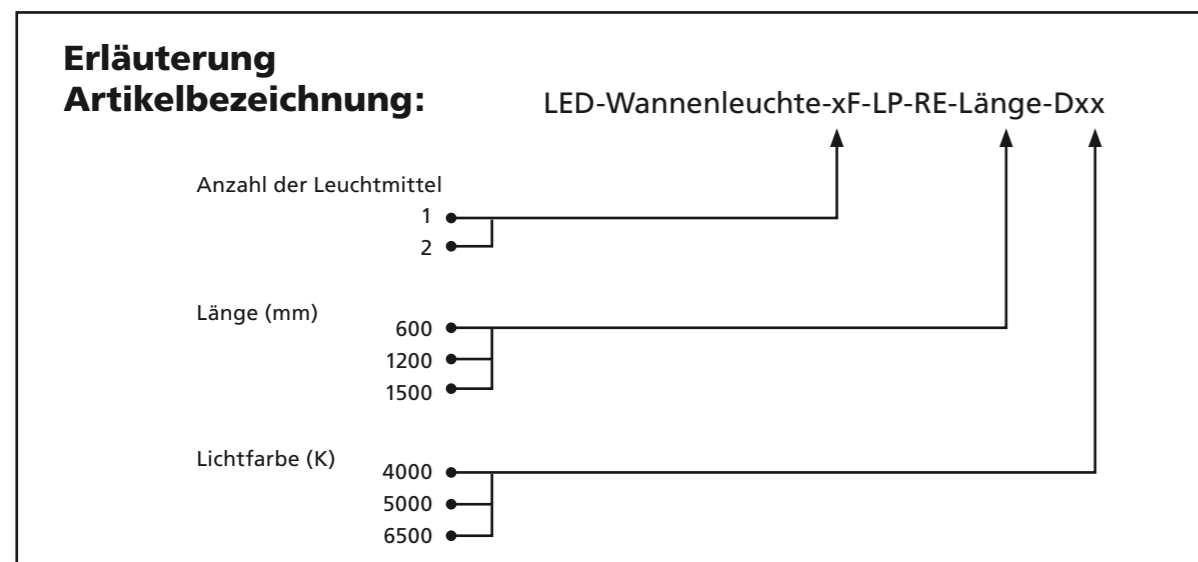 Erläuterung
Artikelbezeichnung:
LED-Wannenleuchte-xF-LP-RE-Länge-Dxx
Anzahl der Leuchtmittel
1
2
Länge (mm)
600
1200
1500
Lichtfarbe (K)
4000
5000
6500